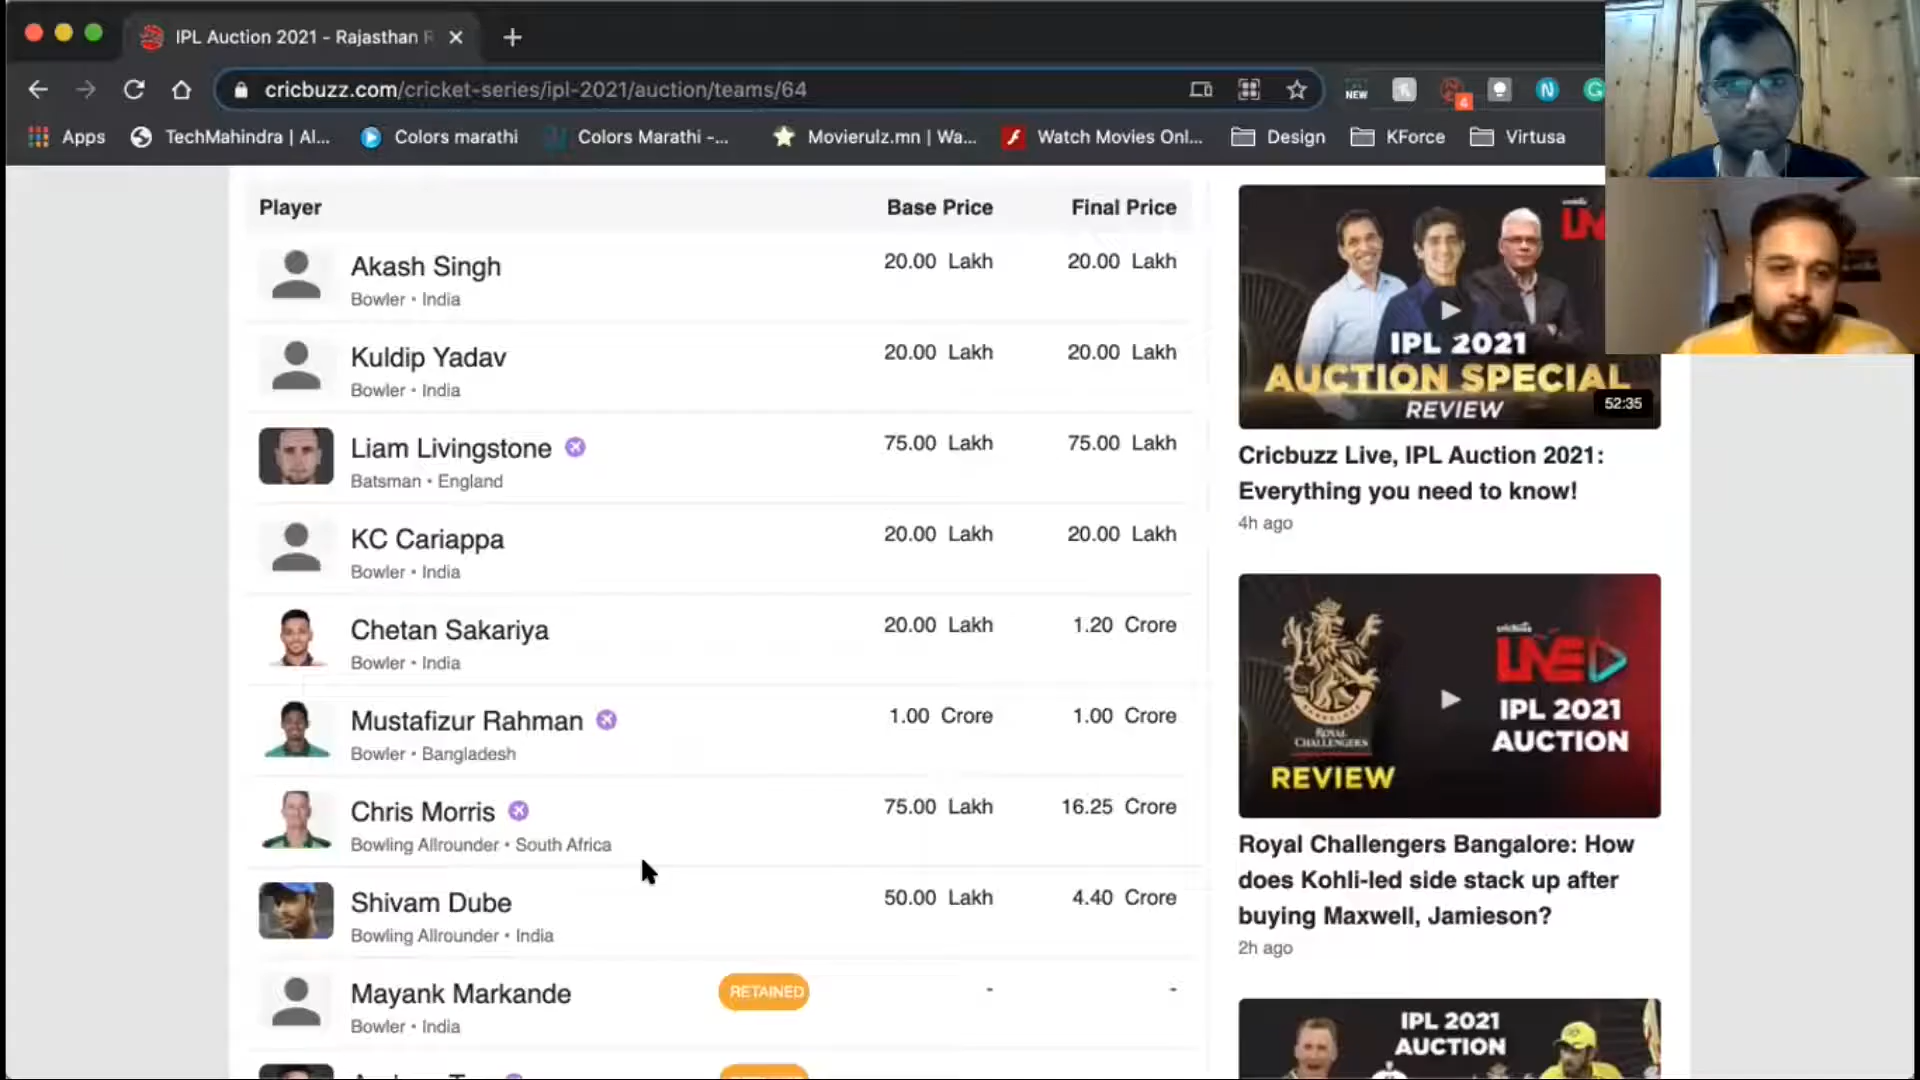 IPL Auction 2021 - Rajasthan R
cricbuzz.com/cricket-series/ipl-2021/auction/teams/64
NEW
4
N
G
Apps
TechMahindra | Al...
Colors marathi
Colors Marathi -...
Movierulz.mn | Wa...
Watch Movies Onl...
Design
KForce
Virtusa
Player Base Price Final Price
Akash Singh 20.00 Lakh 20.00 Lakh
Bowler • India
Kuldip Yadav 20.00 Lakh 20.00 Lakh
Bowler • India
Liam Livingstone 75.00 Lakh 75.00 Lakh
Batsman • England
KC Cariappa 20.00 Lakh 20.00 Lakh
Bowler • India
Chetan Sakariya 20.00 Lakh 1.20 Crore
Bowler • India
Mustafizur Rahman 1.00 Crore 1.00 Crore
Bowler • Bangladesh
Chris Morris 75.00 Lakh 16.25 Crore
Bowling Allrounder • South Africa
Shivam Dube 50.00 Lakh 4.40 Crore
Bowling Allrounder • India
Mayank Markande RETAINED - -
Bowler • India
IPL 2021
AUCTION SPECIAL
REVIEW
52:35
Cricbuzz Live, IPL Auction 2021:
Everything you need to know!
4h ago
ROYAL
CHALLENGERS
REVIEW
cricbuzz
LIVE
IPL 2021
AUCTION
Royal Challengers Bangalore: How
does Kohli-led side stack up after
buying Maxwell, Jamieson?
2h ago
IPL 2021
AUCTION